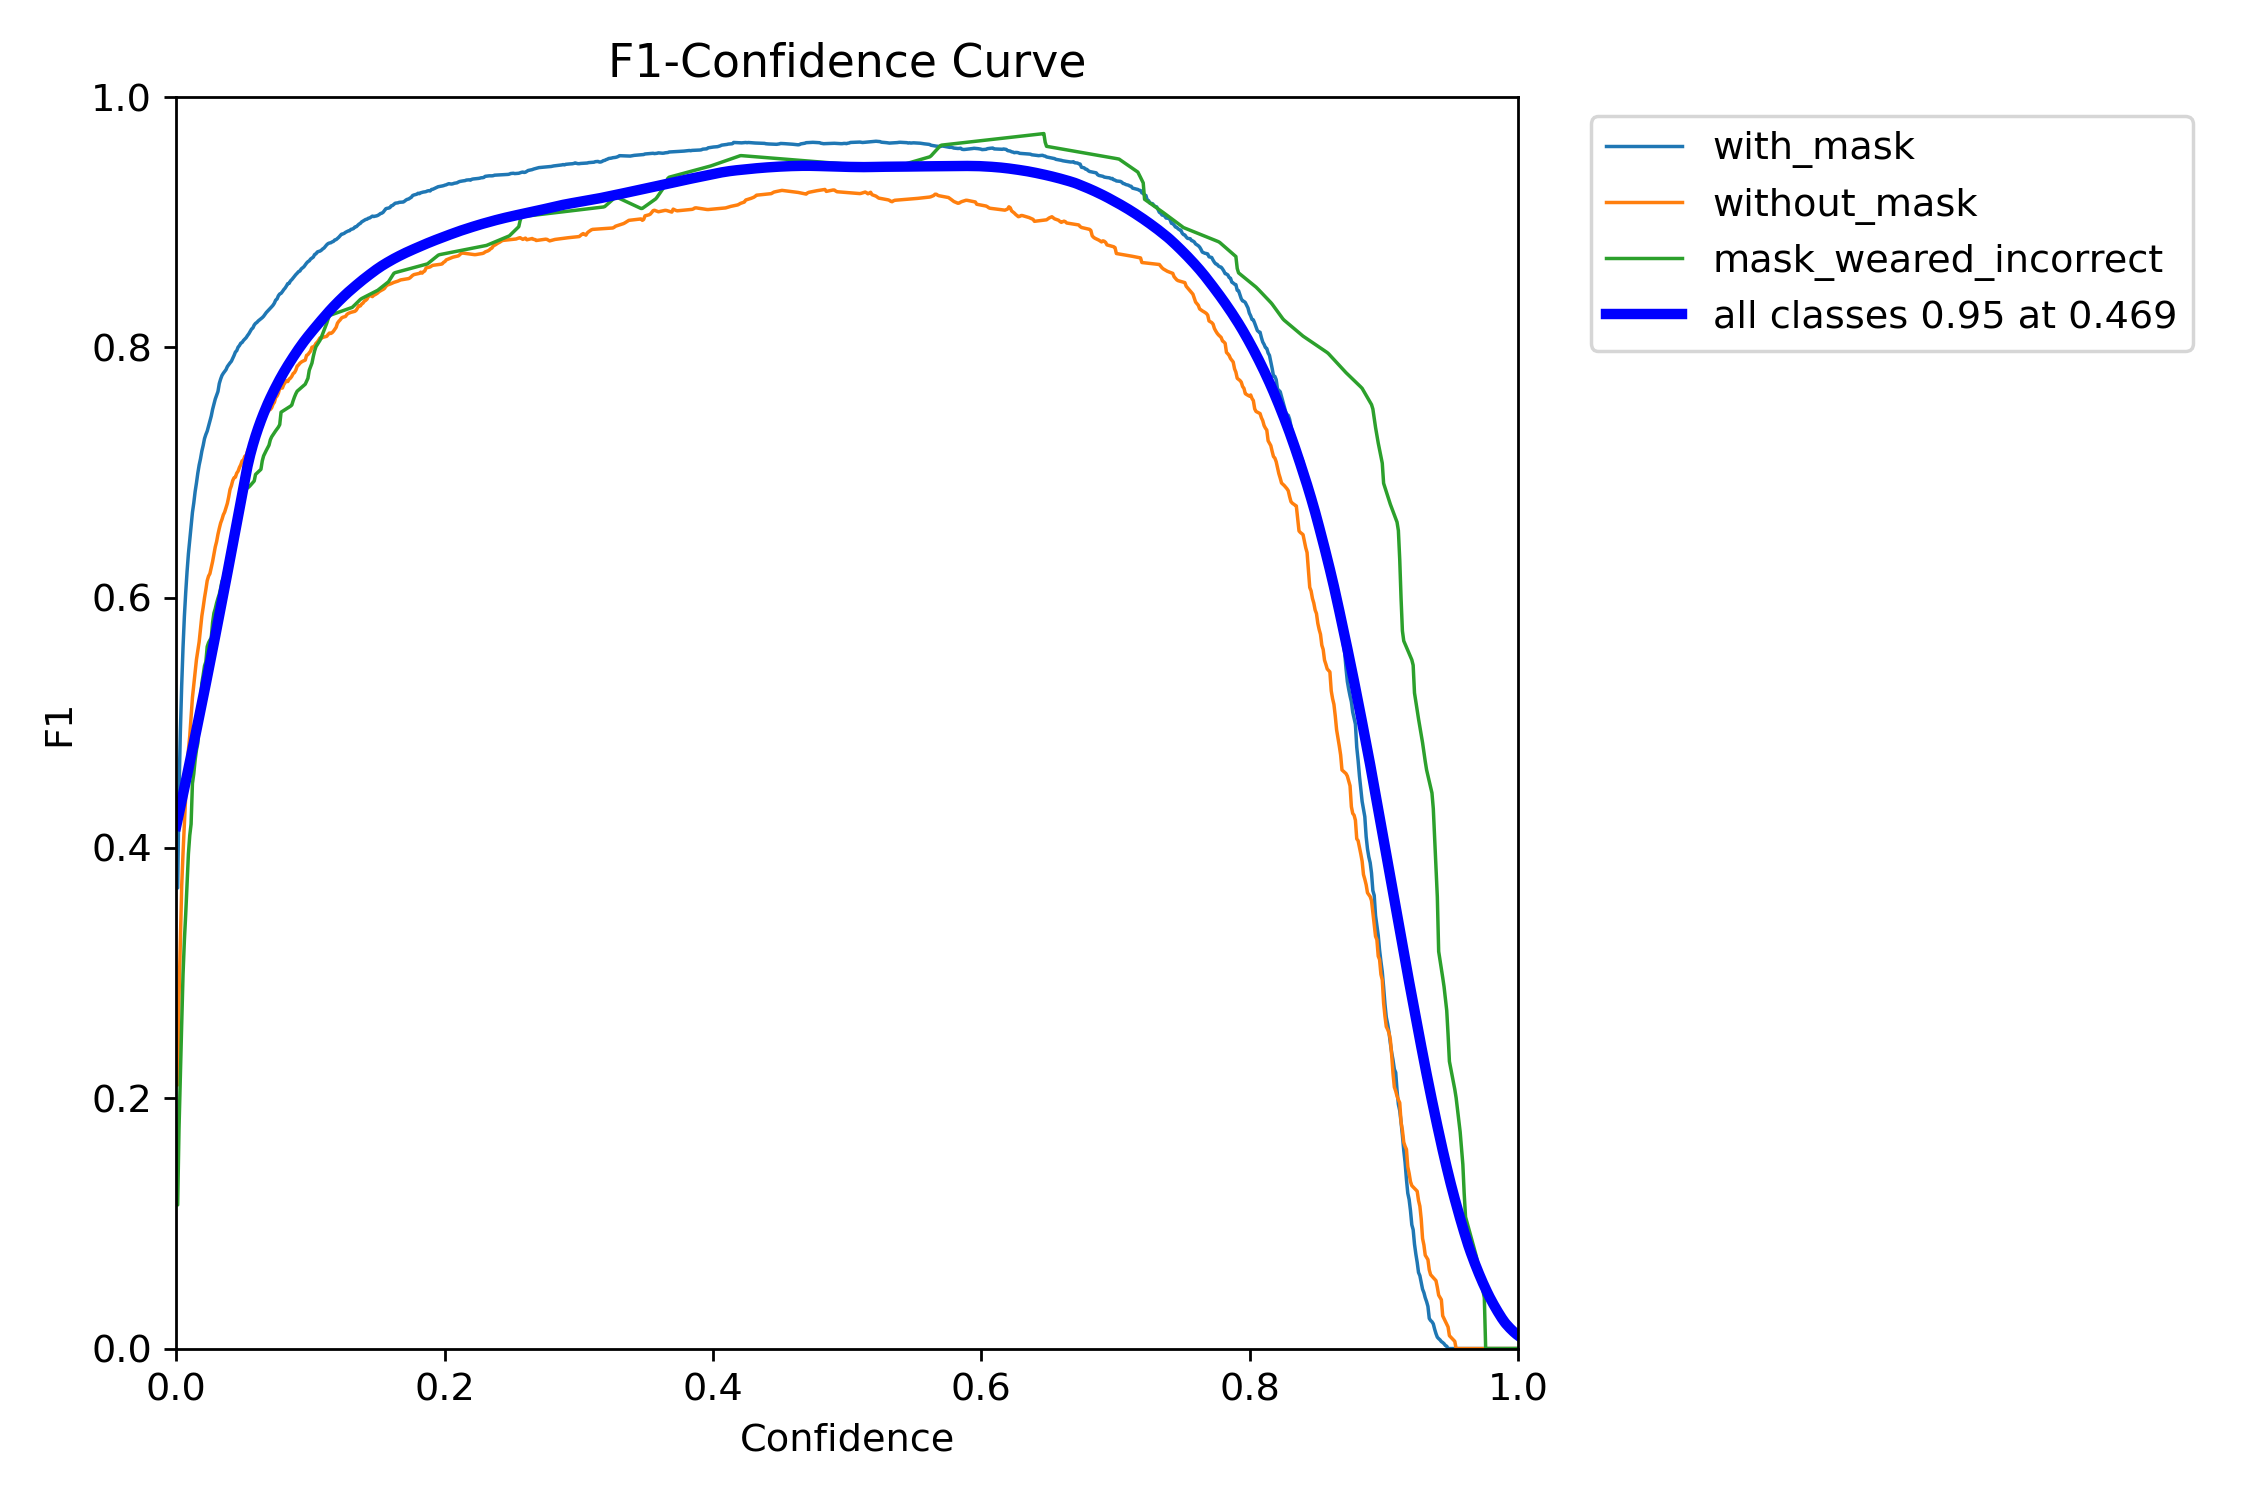 F1-Confidence Curve
1.0
0.8
0.6
0.4
0.2
0.0
F1
0.0 0.2 0.4 0.6 0.8 1.0
Confidence
with_mask
without_mask
mask_weared_incorrect
all classes 0.95 at 0.469